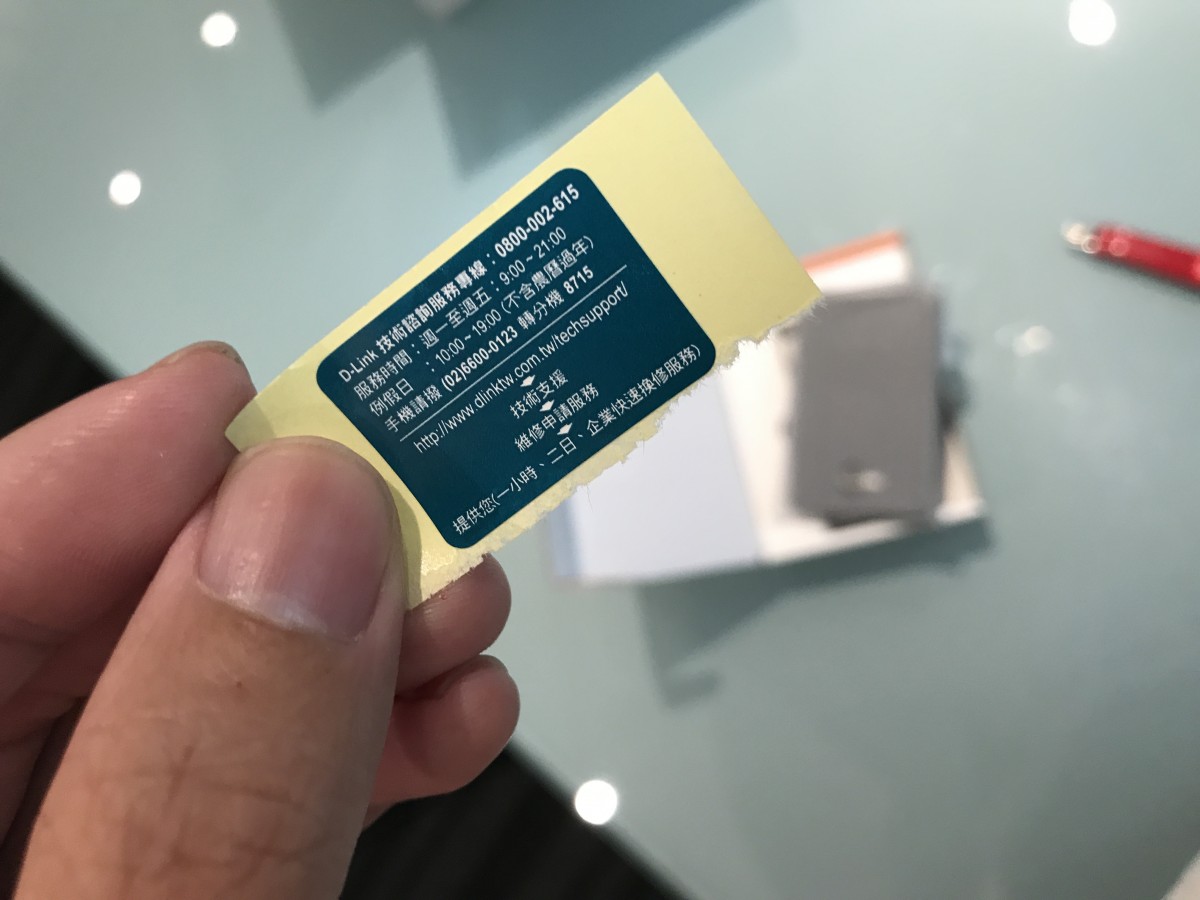 D-Link 技術諮詢服務專線：0800-002-615
服務時間：週一至週五：9:00 ~ 21:00
例假日 ：10:00 ~ 19:00 (不含農曆過年)
手機請撥 (02)6600-0123 轉分機 8715
http://www.dlinktw.com.tw/techsupport/
技術支援
維修申請服務
提供您(一小時、二日、企業快速換修服務)